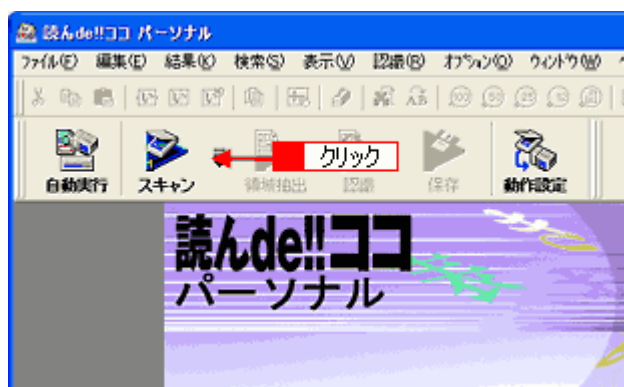 読んde!!ココ パーソナル
ファイル(F) 編集(E) 結果(K) 検索(S) 表示(V) 認識(R) オプション(O) ウィンドウ(W)
自動実行 スキャン 領域抽出 認識 保存 動作設定
クリック
読んde!!ココ
パーソナル